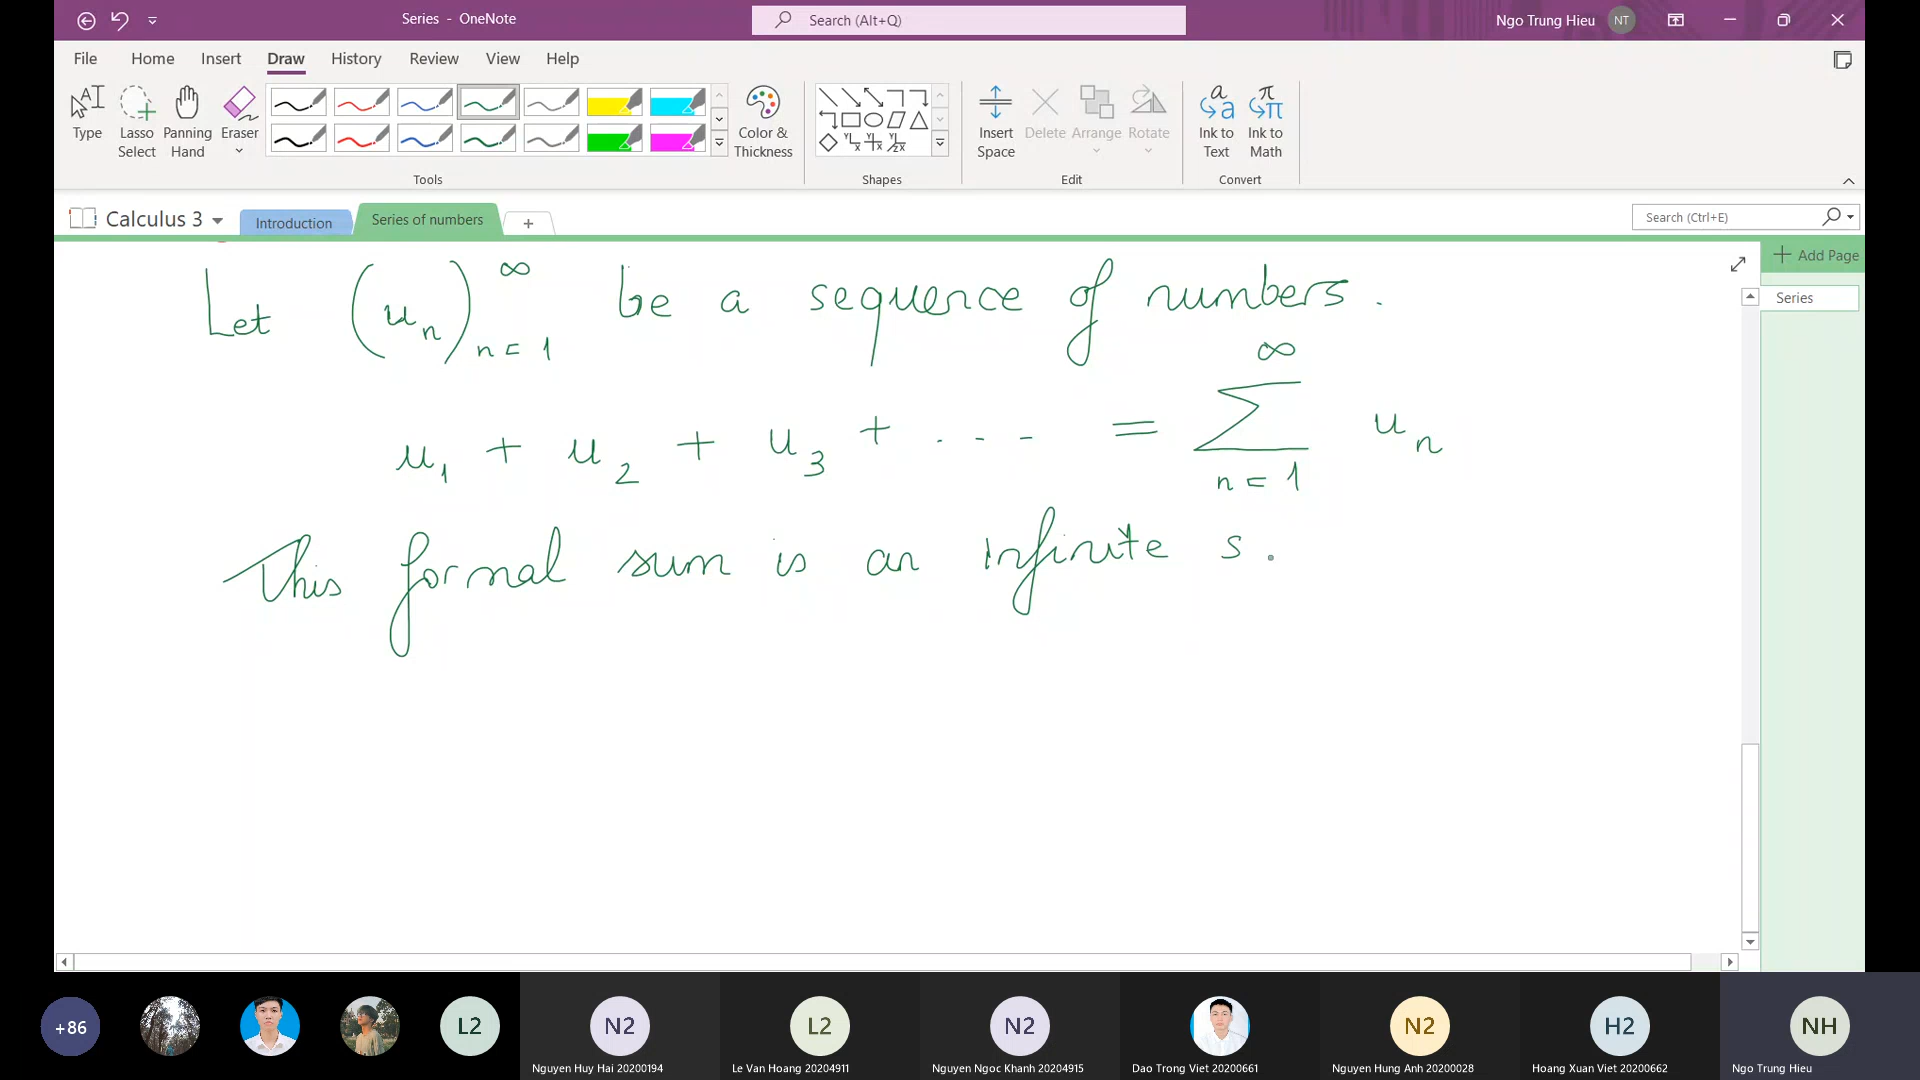 Series - OneNote
Search (Alt+Q)
Ngo Trung Hieu NT
File Home Insert Draw History Review View Help
Type
Lasso Select
Panning Hand
Eraser
Color & Thickness
Insert Space
Delete
Arrange
Rotate
Ink to Text
Ink to Math
Tools Shapes Edit Convert
Calculus 3 Introduction Series of numbers +
Search (Ctrl+E)
Add Page
Series
Let (u_n)_{n=1}^∞ be a sequence of numbers.
u_1 + u_2 + u_3 + .... = ∑_{n=1}^∞ u_n
This formal sum is an infinite s
+86 L2 N2 L2 N2 N2 H2 NH
Nguyen Huy Hai 20200194 Le Van Hoang 20204911 Nguyen Ngoc Khanh 20204915 Dao Trong Viet 20200661 Nguyen Hung Anh 20200028 Hoang Xuan Viet 20200662 Ngo Trung Hieu